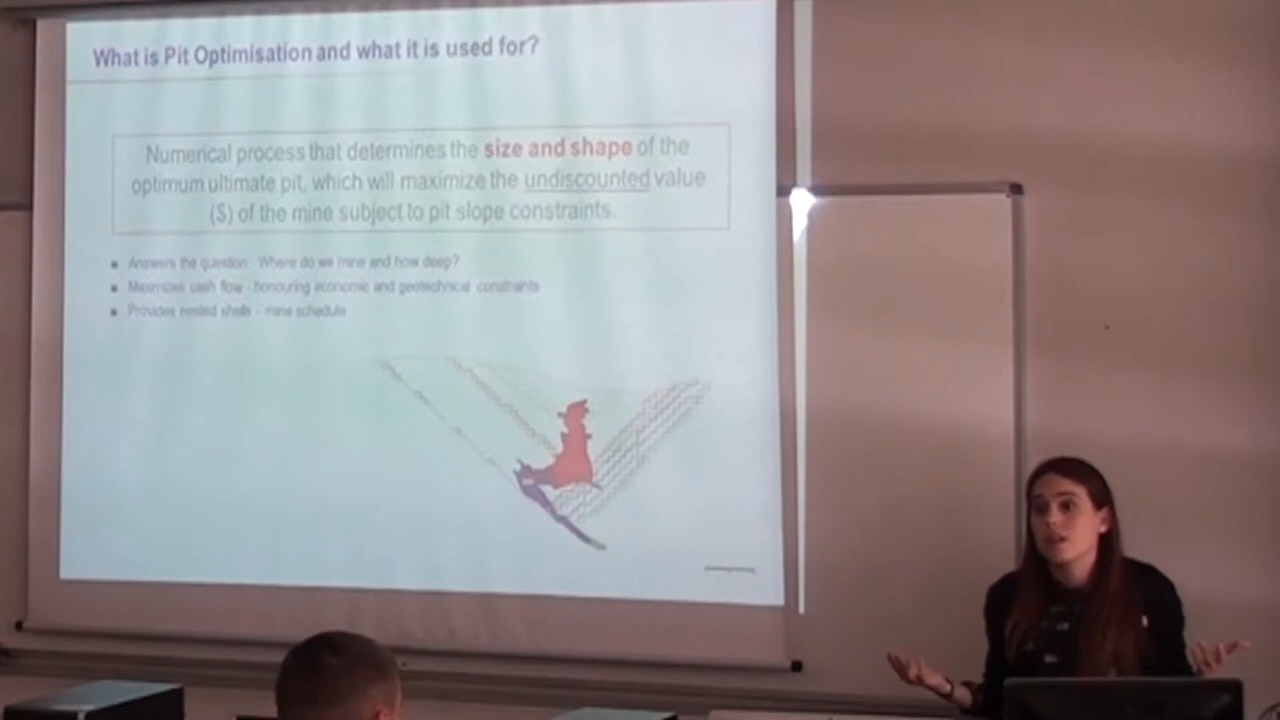 What is Pit Optimisation and what it is used for?
Numerical process that determines the size and shape of the
optimum ultimate pit, which will maximize the undiscounted value
($) of the mine subject to pit slope constraints.
Answers the question: Where do we mine and how deep?
Maximizes cash flow - honouring economic and geotechnical constraints
Provides nested shells - mine schedule